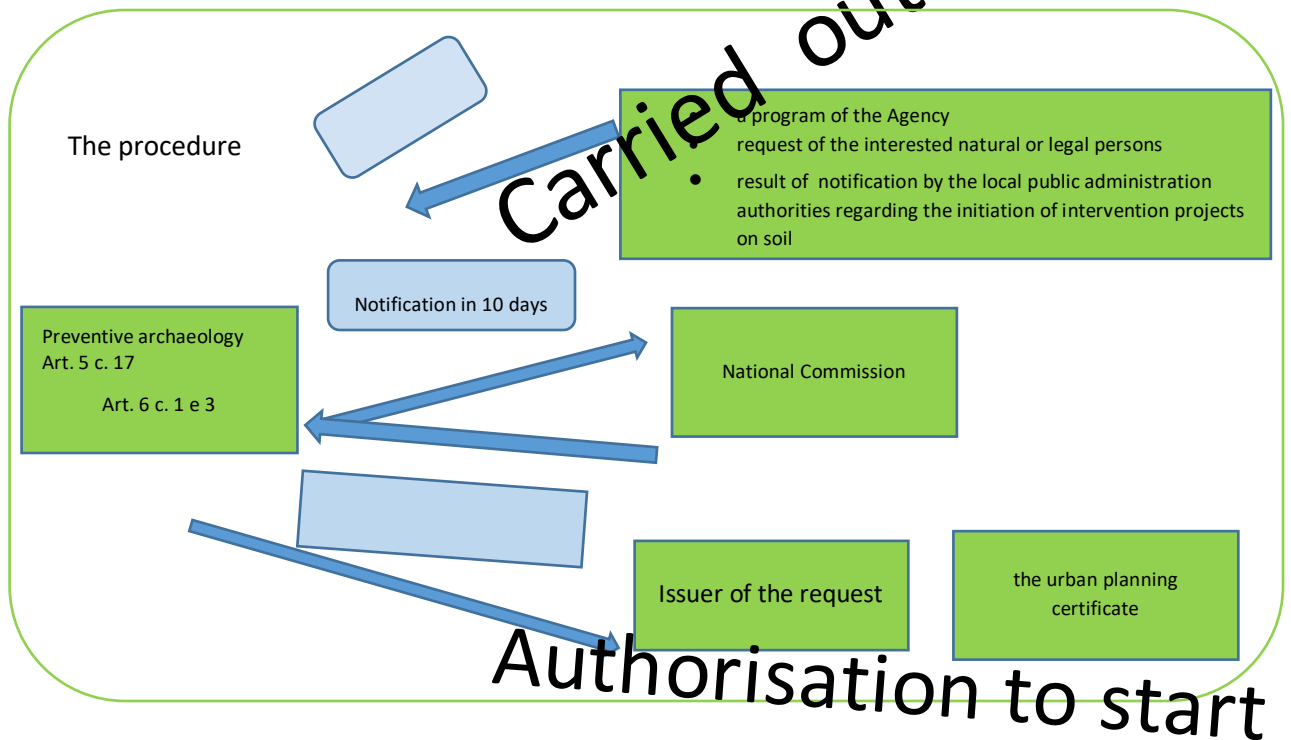 Carried out
The procedure
• a program of the Agency
• request of the interested natural or legal persons
• result of notification by the local public administration
authorities regarding the initiation of intervention projects
on soil
Notification in 10 days
Preventive archaeology
Art. 5 c. 17
Art. 6 c. 1 e 3
National Commission
Issuer of the request
the urban planning
certificate
Authorisation to start